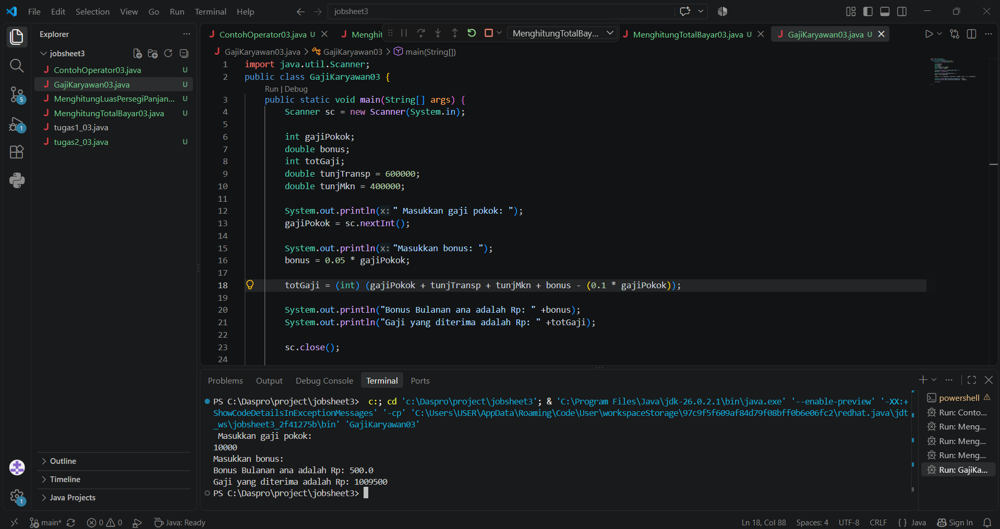 File Edit Selection View Go Run Terminal Help
jobsheet3
Explorer
jobsheet3
ContohOperator03.java U
GajiKaryawan03.java U
MenghitungLuasPersegiPanjan... U
MenghitungTotalBayar03.java U
tugas1_03.java
tugas2_03.java U
5
1
Outline
Timeline
Java Projects
1
ContohOperator03.java U
Menghit
MenghitungTotalBay...
MenghitungTotalBayar03.java U
GajiKaryawan03.java U
GajiKaryawan03.java > GajiKaryawan03 > main(String[])
1 import java.util.Scanner;
2 public class GajiKaryawan03 {
Run | Debug
3 public static void main(String[] args) {
4 Scanner sc = new Scanner(System.in);
5
6 int gajiPokok;
7 double bonus;
8 int totGaji;
9 double tunjTransp = 600000;
10 double tunjMkn = 400000;
11
12 System.out.println(x: " Masukkan gaji pokok: ");
13 gajiPokok = sc.nextInt();
14
15 System.out.println(x: "Masukkan bonus: ");
16 bonus = 0.05 * gajiPokok;
17
18 totGaji = (int) (gajiPokok + tunjTransp + tunjMkn + bonus - (0.1 * gajiPokok));
19
20 System.out.println("Bonus Bulanan ana adalah Rp: " +bonus);
21 System.out.println("Gaji yang diterima adalah Rp: " +totGaji);
22
23 sc.close();
24
Problems Output Debug Console Terminal Ports
PS C:\Daspro\project\jobsheet3> c:; cd 'c:\Daspro\project\jobsheet3'; & 'C:\Program Files\Java\jdk-26.0.2.1\bin\java.exe' '--enable-preview' '-XX:+
ShowCodeDetailsInExceptionMessages' '-cp' 'C:\Users\USER\AppData\Roaming\Code\User\workspaceStorage\97c9f5f609af84d79f08bff0b6e06fc2\redhat.java\jdt
_ws\jobsheet3_2f41275b\bin' 'GajiKaryawan03'
Masukkan gaji pokok:
10000
Masukkan bonus:
Bonus Bulanan ana adalah Rp: 500.0
Gaji yang diterima adalah Rp: 1009500
PS C:\Daspro\project\jobsheet3>
powershell
Run: Conto...
Run: Meng...
Run: Meng...
Run: Meng...
Run: GajiKa...
main* 0 0 Java: Ready
Ln 18, Col 88 Spaces: 4 UTF-8 CRLF {} Java Sign In